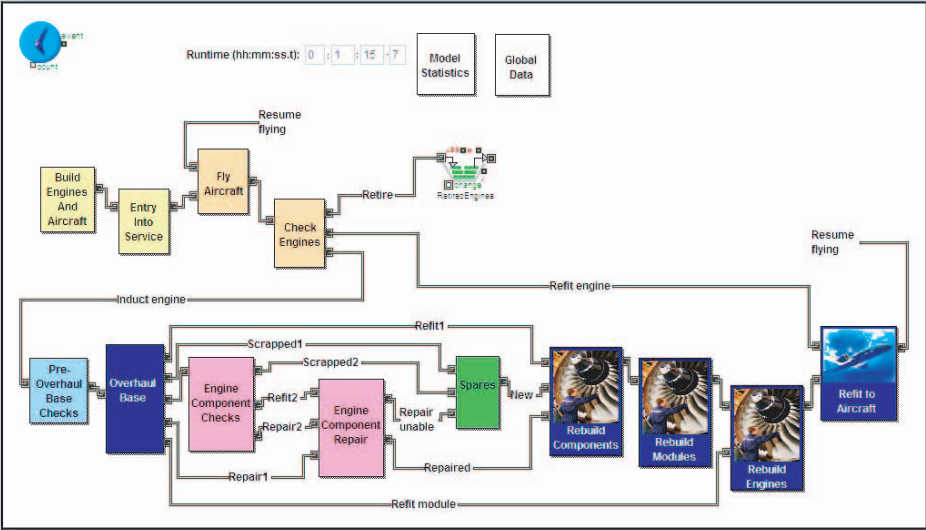 event
count
Runtime (hh:mm:ss.t): 0 : 1 : 15 . 7
Model
Statistics
Global
Data
Resume
flying
Build
Engines
And
Aircraft
Entry
Into
Service
Fly
Aircraft
Check
Engines
Retire
change
RetiredEngines
Resume
flying
Refit engine
Induct engine
Refit1
Scrapped1
Scrapped2
Pre-
Overhaul
Base
Checks
Overhaul
Base
Engine
Component
Checks
Refit2
Repair2
Engine
Component
Repair
Repair
unable
Spares
New
Rebuild
Components
Rebuild
Modules
Rebuild
Engines
Refit to
Aircraft
Repair1
Repaired
Refit module